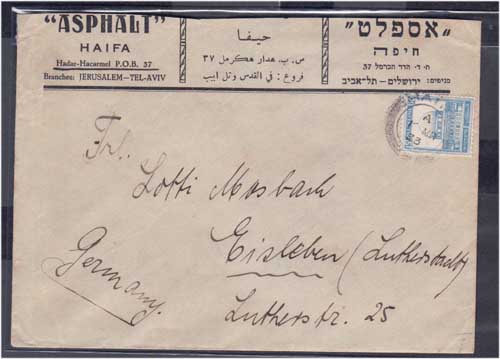 "ASPHALT"
HAIFA
Hadar-Hacarmel P.O.B. 37
Branches: JERUSALEM-TEL-AVIV
حيفا
ص. ب. هدار هكرمل ٣٧
فروع: في القدس وتل ابيب
"אספלט"
חיפה
ת. ד. הדר הכרמל 37
סניפים: ירושלים-תל-אביב
A
Frl.
Lotti Mosbach
Eisleben (Lutherstadt)
Lutherstr. 25
Germany.